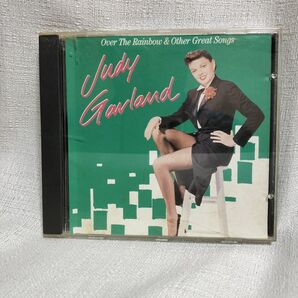 Over The Rainbow & Other Great Songs
Judy
Garland